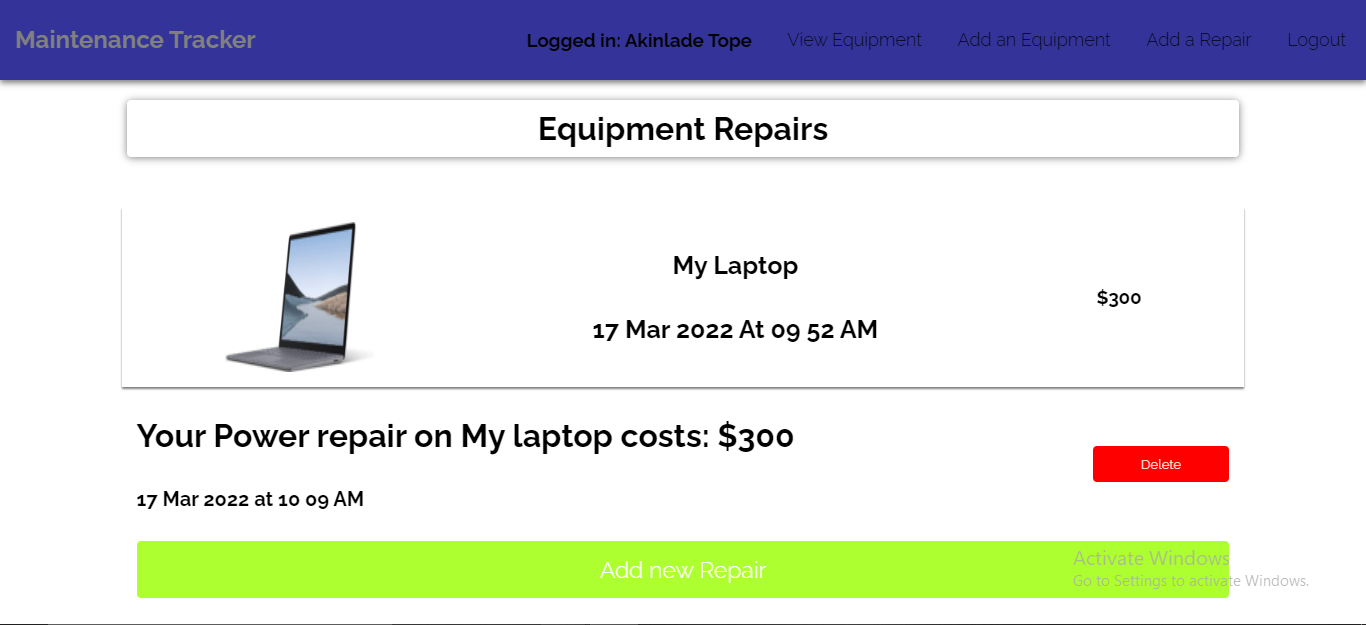 Maintenance Tracker
Logged in: Akinlade Tope
View Equipment
Add an Equipment
Add a Repair
Logout
Equipment Repairs
My Laptop
17 Mar 2022 At 09 52 AM
$300
Your Power repair on My laptop costs: $300
17 Mar 2022 at 10 09 AM
Delete
Add new Repair
Activate Windows
Go to Settings to activate Windows.